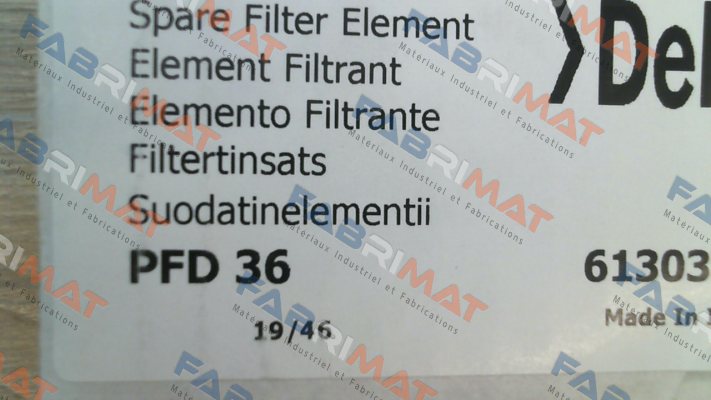 Spare Filter Element
Element Filtrant
Elemento Filtrante
Filtertinsats
Suodatinelementii
PFD 36
61303
19/46
Made In
FABRIMAT
Matériaux Industriel et Fabrications